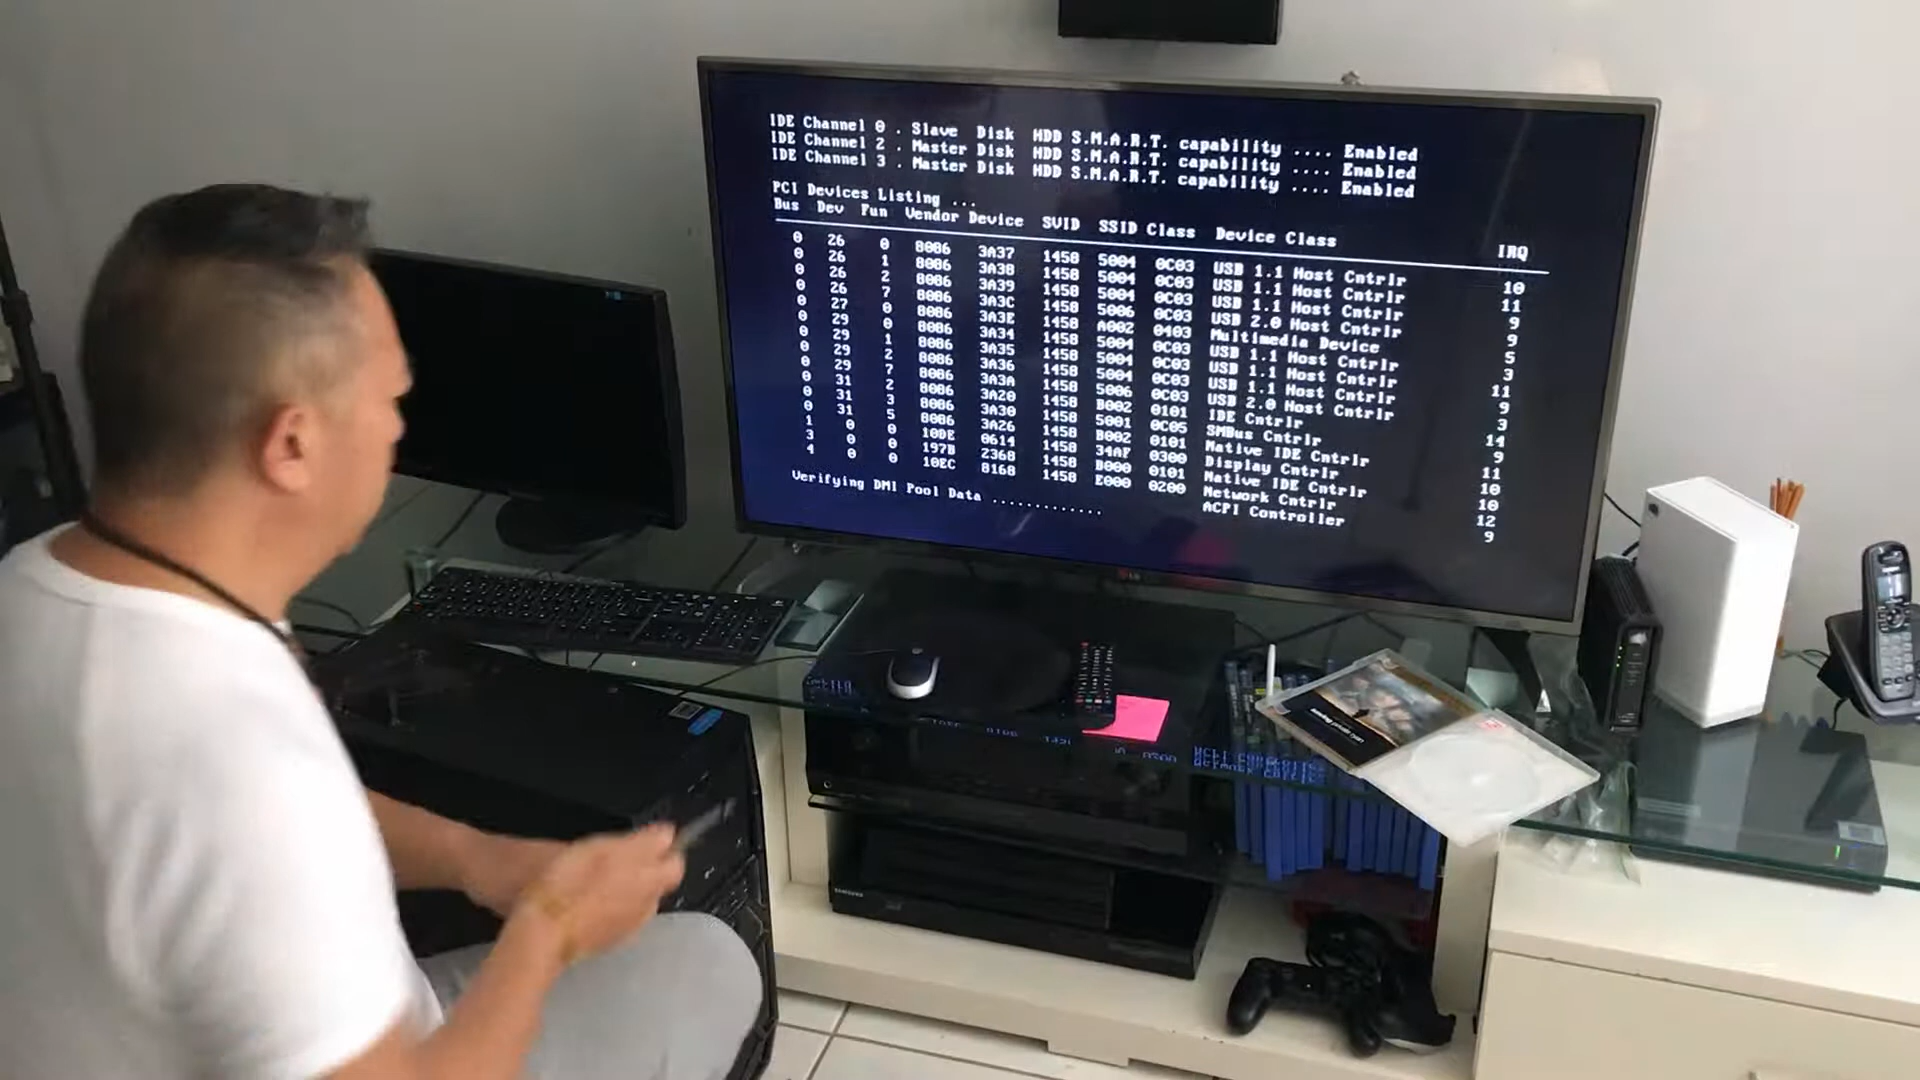 IDE Channel 0 . Slave Disk HDD S.M.A.R.T. capability .... Enabled
IDE Channel 2 . Master Disk HDD S.M.A.R.T. capability .... Enabled
IDE Channel 3 . Master Disk HDD S.M.A.R.T. capability .... Enabled
PCI Devices Listing ...
Bus Dev Fun Vendor Device SVID SSID Class Device Class IRQ
0 26 0 8086 3A37 1458 5004 0C03 USB 1.1 Host Cntrlr 10
0 26 1 8086 3A38 1458 5004 0C03 USB 1.1 Host Cntrlr 11
0 26 2 8086 3A39 1458 5004 0C03 USB 1.1 Host Cntrlr 9
0 26 7 8086 3A3C 1458 5006 0C03 USB 2.0 Host Cntrlr 9
0 27 0 8086 3A3E 1458 A002 0403 Multimedia Device 5
0 29 0 8086 3A34 1458 5004 0C03 USB 1.1 Host Cntrlr 3
0 29 1 8086 3A35 1458 5004 0C03 USB 1.1 Host Cntrlr 11
0 29 2 8086 3A36 1458 5004 0C03 USB 1.1 Host Cntrlr 9
0 29 7 8086 3A3A 1458 5006 0C03 USB 2.0 Host Cntrlr 3
0 31 2 8086 3A20 1458 B002 0101 IDE Cntrlr 14
0 31 3 8086 3A30 1458 5001 0C05 SMBus Cntrlr 9
0 31 5 8086 3A26 1458 B002 0101 Native IDE Cntrlr 11
1 0 0 10DE 0614 1458 34AF 0300 Display Cntrlr 10
3 0 0 197B 2368 1458 B000 0101 Native IDE Cntrlr 10
4 0 0 10EC 8168 1458 E000 0200 Network Cntrlr 12
ACPI Controller 9
Verifying DMI Pool Data .............
LG
SAMSUNG
saving private ryan